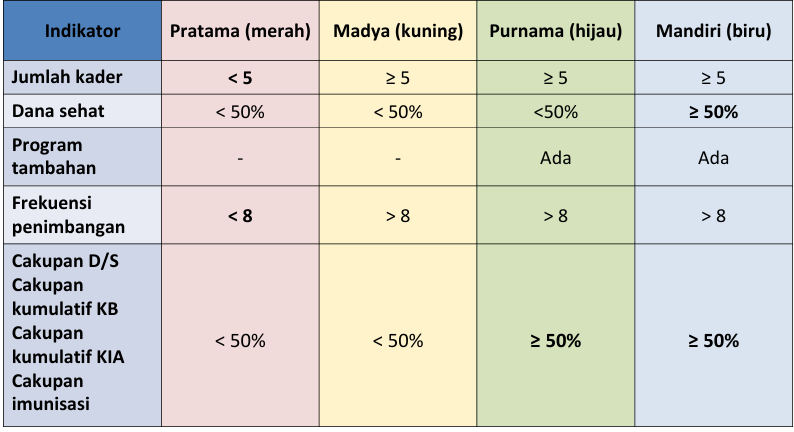 Indikator Pratama (merah) Madya (kuning) Purnama (hijau) Mandiri (biru)
Jumlah kader < 5 ≥ 5 ≥ 5 ≥ 5
Dana sehat < 50% < 50% <50% ≥ 50%
Program
tambahan - - Ada Ada
Frekuensi
penimbangan < 8 > 8 > 8 > 8
Cakupan D/S
Cakupan
kumulatif KB
Cakupan
kumulatif KIA
Cakupan
imunisasi
< 50% < 50% ≥ 50% ≥ 50%